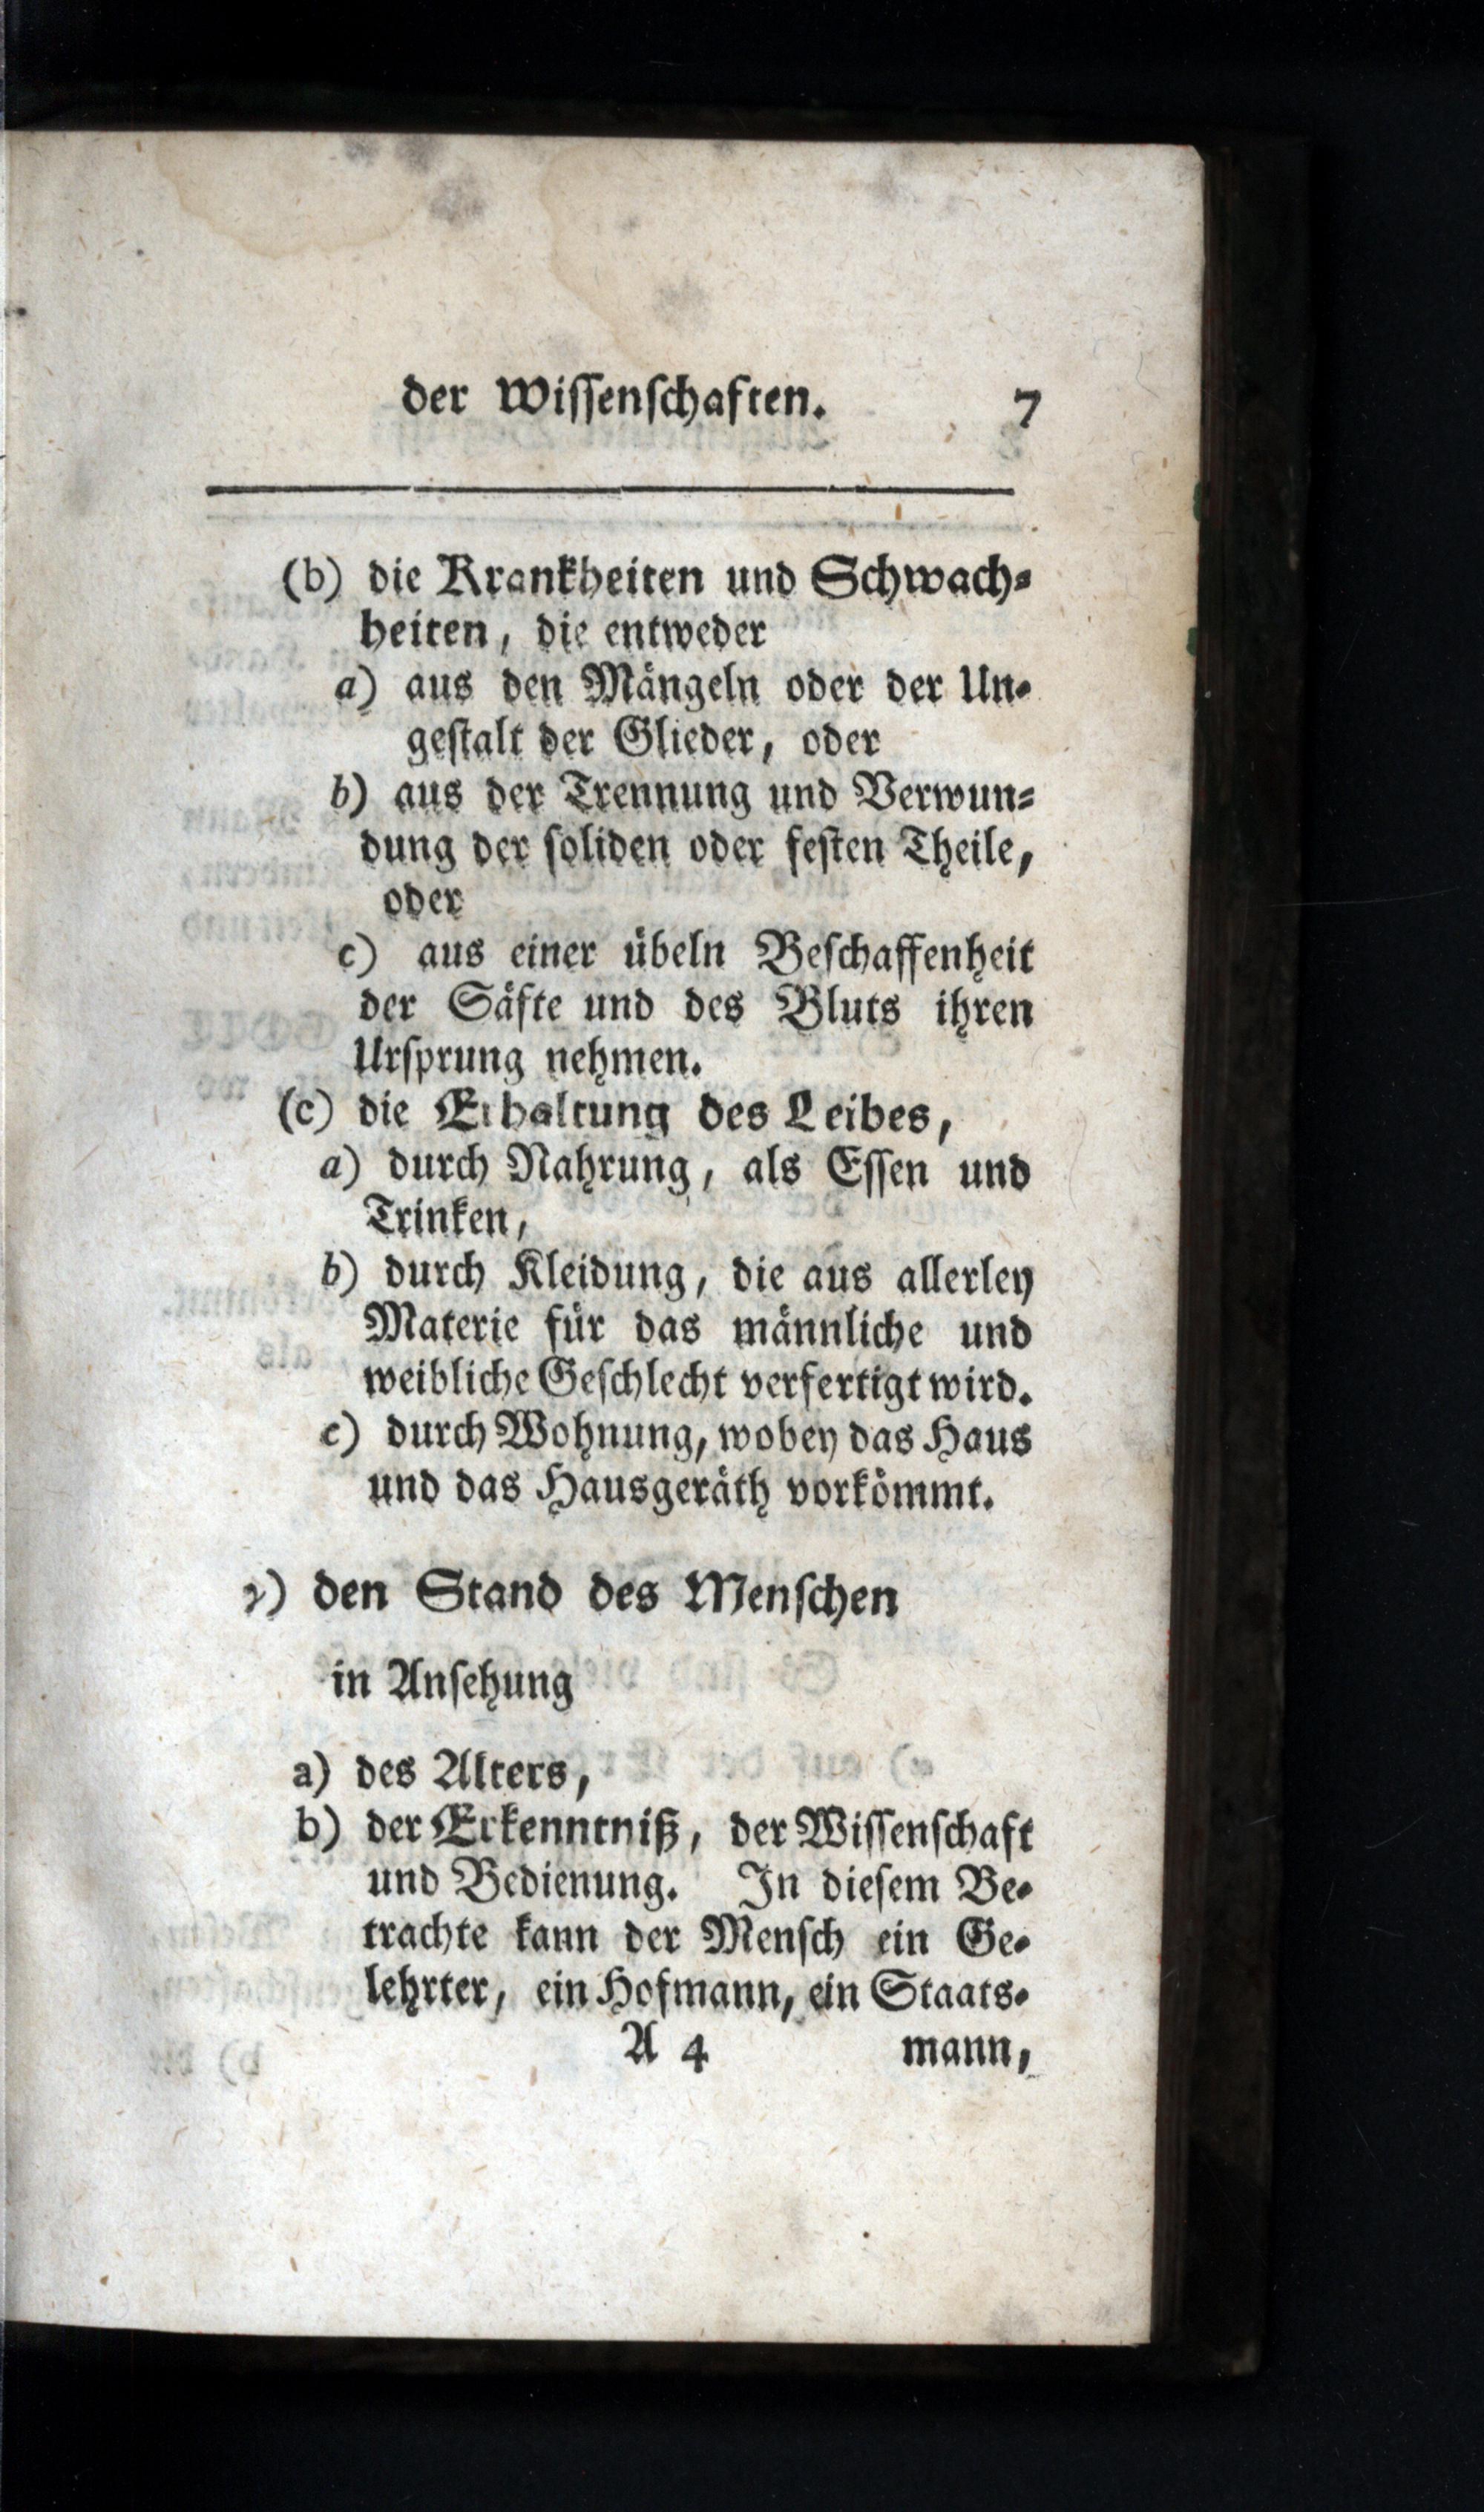 der Wiſſenſchaften. 7
(b) die Krankheiten und Schwach-
heiten, die entweder
a) aus den Mängeln oder der Un-
geſtalt der Glieder, oder
b) aus der Trennung und Verwun-
dung der ſoliden oder feſten Theile,
oder
c) aus einer übeln Beſchaffenheit
der Säfte und des Bluts ihren
Urſprung nehmen.
(c) die Erhaltung des Leibes,
a) durch Nahrung, als Eſſen und
Trinken,
b) durch Kleidung, die aus allerley
Materie für das männliche und
weibliche Geſchlecht verfertigt wird.
c) durch Wohnung, wobey das Haus
und das Hausgeräth vorkömmt.
γ) den Stand des Menſchen
in Anſehung
a) des Alters,
b) der Erkenntniß, der Wiſſenſchaft
und Bedienung. In dieſem Be-
trachte kann der Menſch ein Ge-
lehrter, ein Hofmann, ein Staats-
A 4 mann,